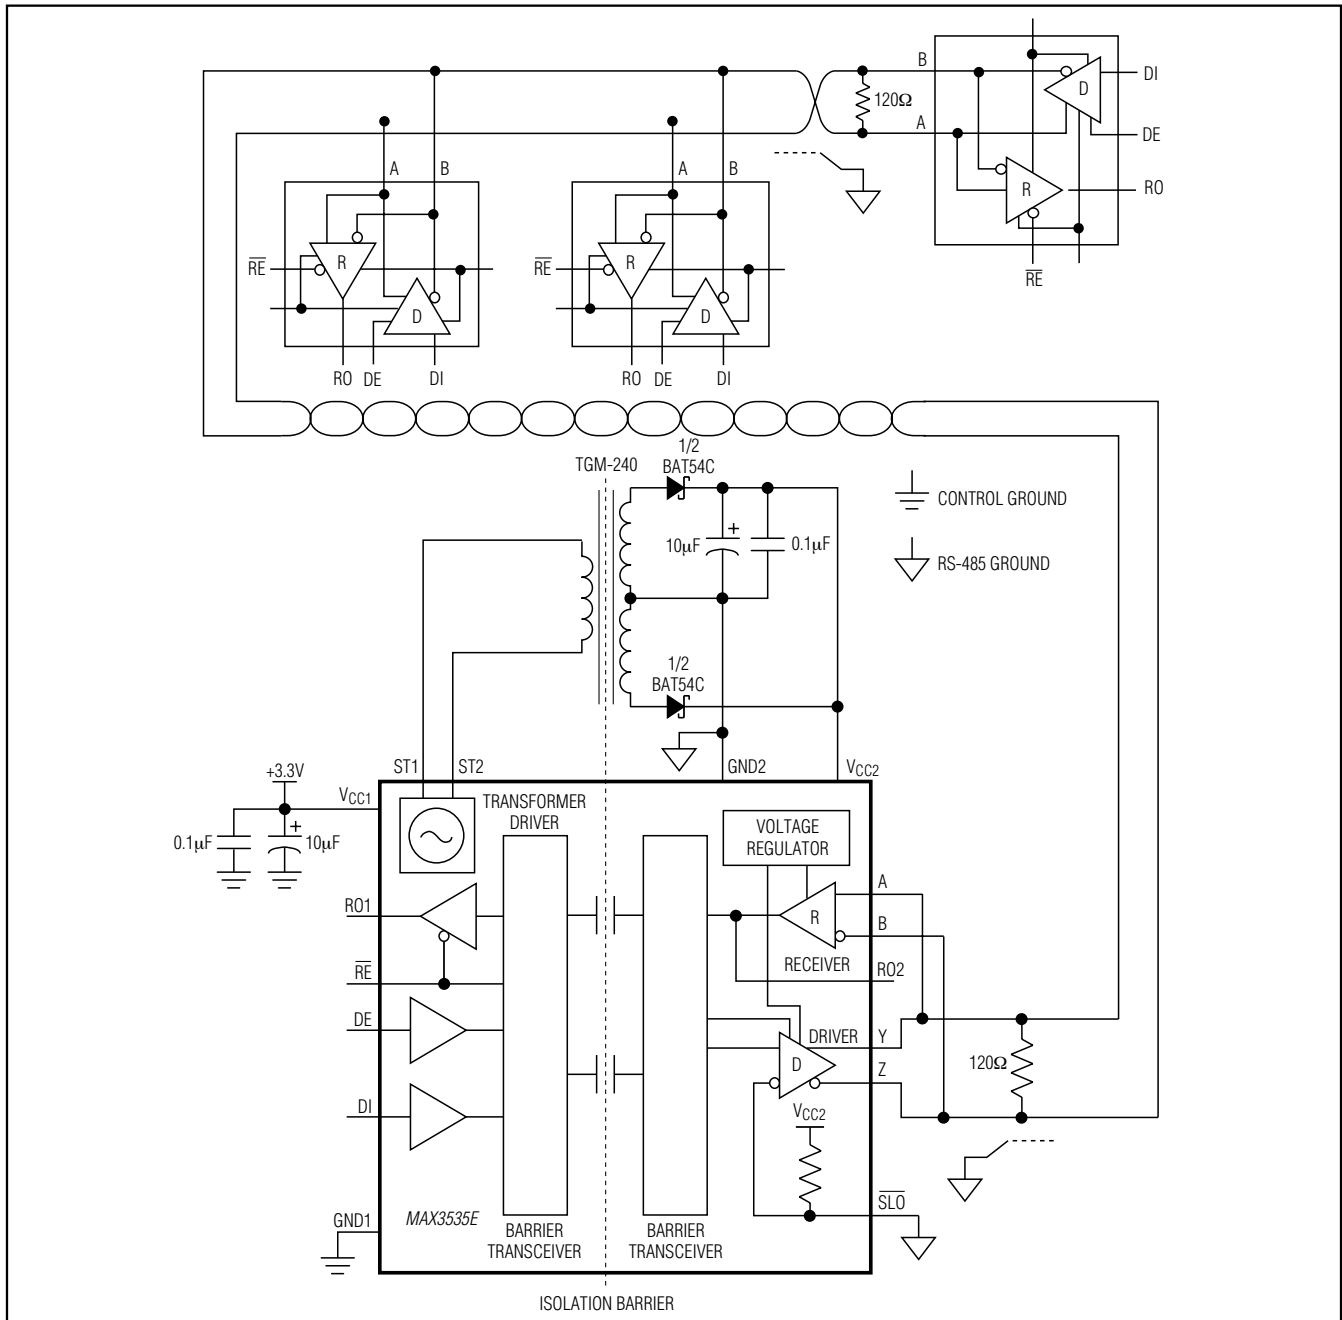 B
DI
120Ω
D
A
DE
A
B
A
B
R
RO
R
R
RE
RE
RE
D
D
RO
DE
DI
RO
DE
DI
1/2
BAT54C
TGM-240
CONTROL GROUND
+
10µF
0.1µF
RS-485 GROUND
1/2
BAT54C
ST1
ST2
GND2
VCC2
+3.3V
VCC1
TRANSFORMER
DRIVER
VOLTAGE
REGULATOR
+
0.1µF
10µF
A
RO1
R
B
RECEIVER
RE
RO2
DE
DRIVER
Y
D
Z
120Ω
DI
VCC2
SLO
GND1
MAX3535E
BARRIER
TRANSCEIVER
BARRIER
TRANSCEIVER
ISOLATION BARRIER